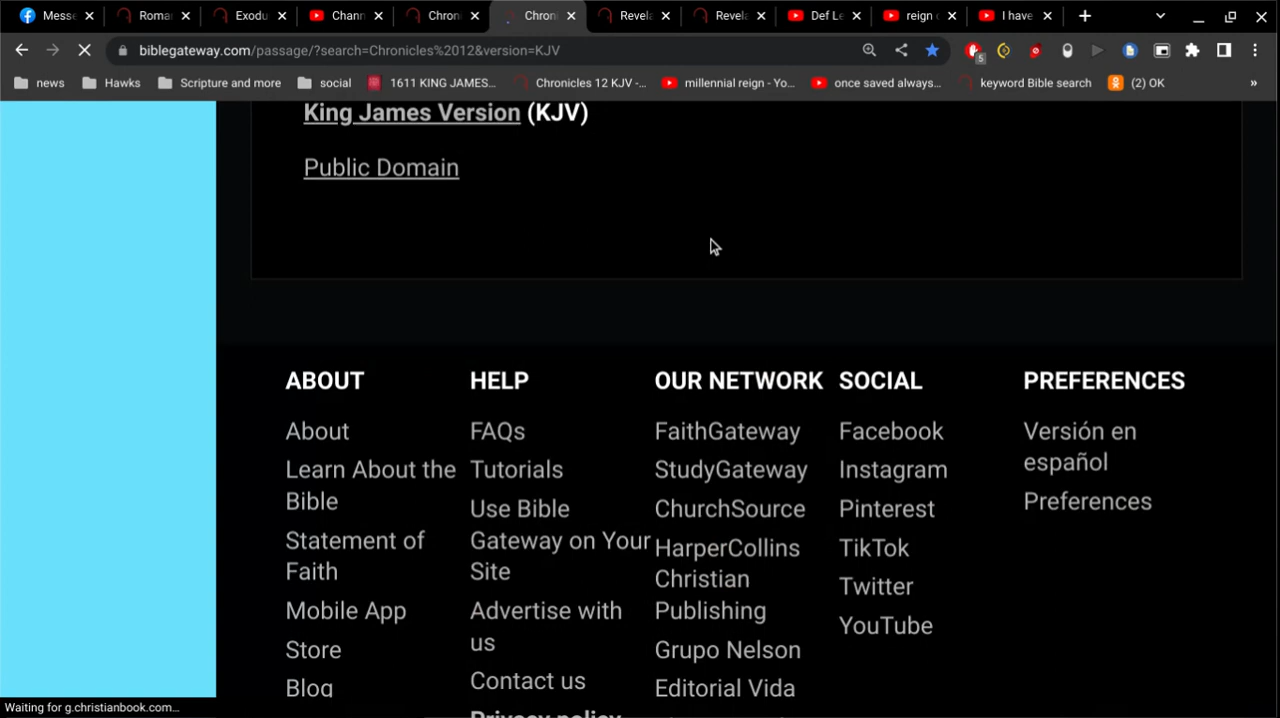 Messe
Roma
Exodu
Chann
Chron
Chron
Revela
Revela
Def Le
reign o
I have
biblegateway.com/passage/?search=Chronicles%2012&version=KJV
5
news
Hawks
Scripture and more
social
1611 KING JAMES...
Chronicles 12 KJV -...
millennial reign - Yo...
once saved always...
keyword Bible search
(2) OK
»
King James Version (KJV)
Public Domain
ABOUT
About
Learn About the
Bible
Statement of
Faith
Mobile App
Store
Blog
HELP
FAQs
Tutorials
Use Bible
Gateway on Your
Site
Advertise with
us
Contact us
Privacy policy
OUR NETWORK
FaithGateway
StudyGateway
ChurchSource
HarperCollins
Christian
Publishing
Grupo Nelson
Editorial Vida
SOCIAL
Facebook
Instagram
Pinterest
TikTok
Twitter
YouTube
PREFERENCES
Versión en
español
Preferences
Waiting for g.christianbook.com...